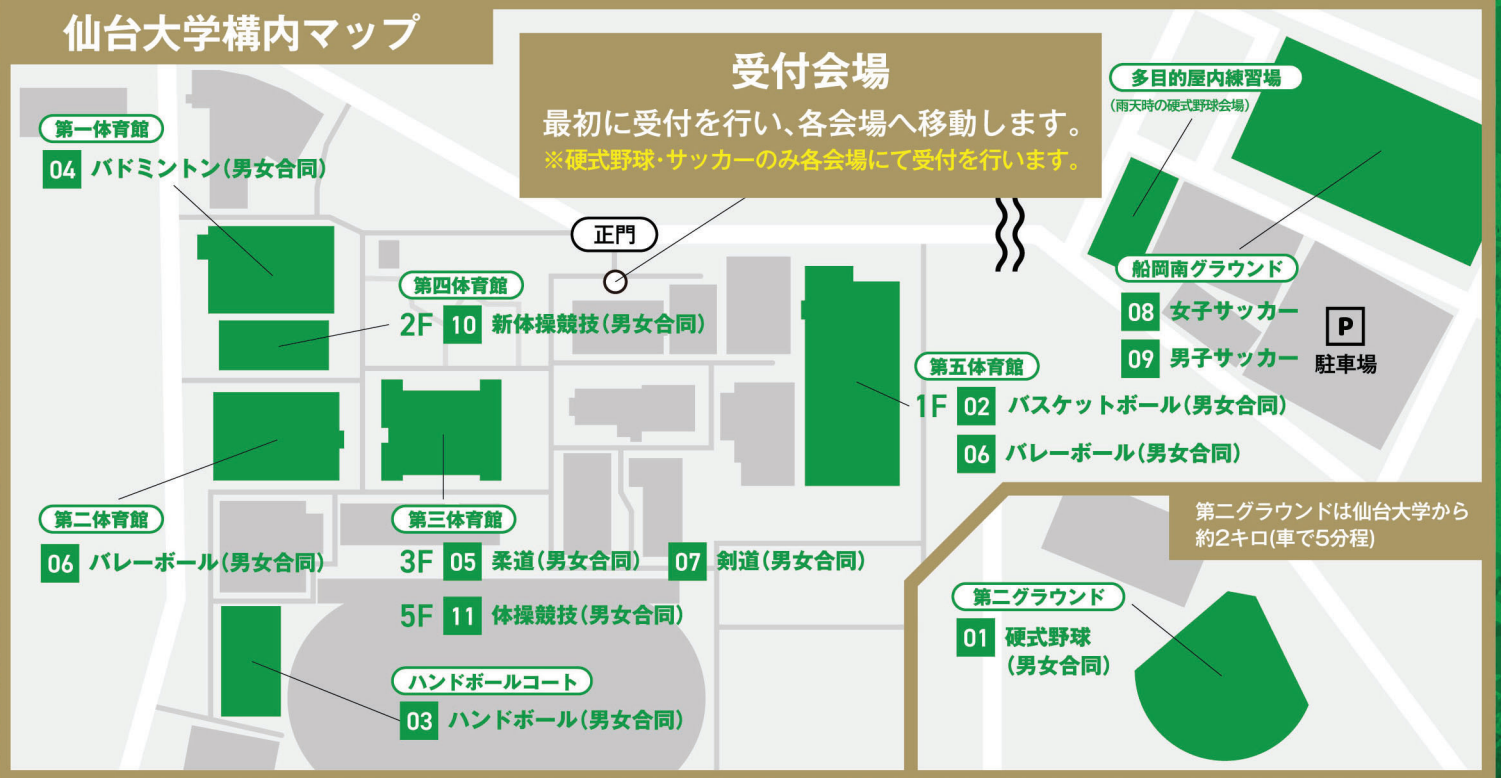 仙台大学構内マップ
受付会場
最初に受付を行い、各会場へ移動します。
※硬式野球・サッカーのみ各会場にて受付を行います。
多目的屋内練習場
(雨天時の硬式野球会場)
第一体育館
04 バドミントン(男女合同)
正門
第四体育館
2F 10 新体操競技(男女合同)
船岡南グラウンド
08 女子サッカー
09 男子サッカー
P
駐車場
第五体育館
1F 02 バスケットボール(男女合同)
06 バレーボール(男女合同)
第二体育館
06 バレーボール(男女合同)
第三体育館
3F 05 柔道(男女合同) 07 剣道(男女合同)
5F 11 体操競技(男女合同)
ハンドボールコート
03 ハンドボール(男女合同)
第二グラウンドは仙台大学から
約2キロ(車で5分程)
第二グラウンド
01 硬式野球
(男女合同)